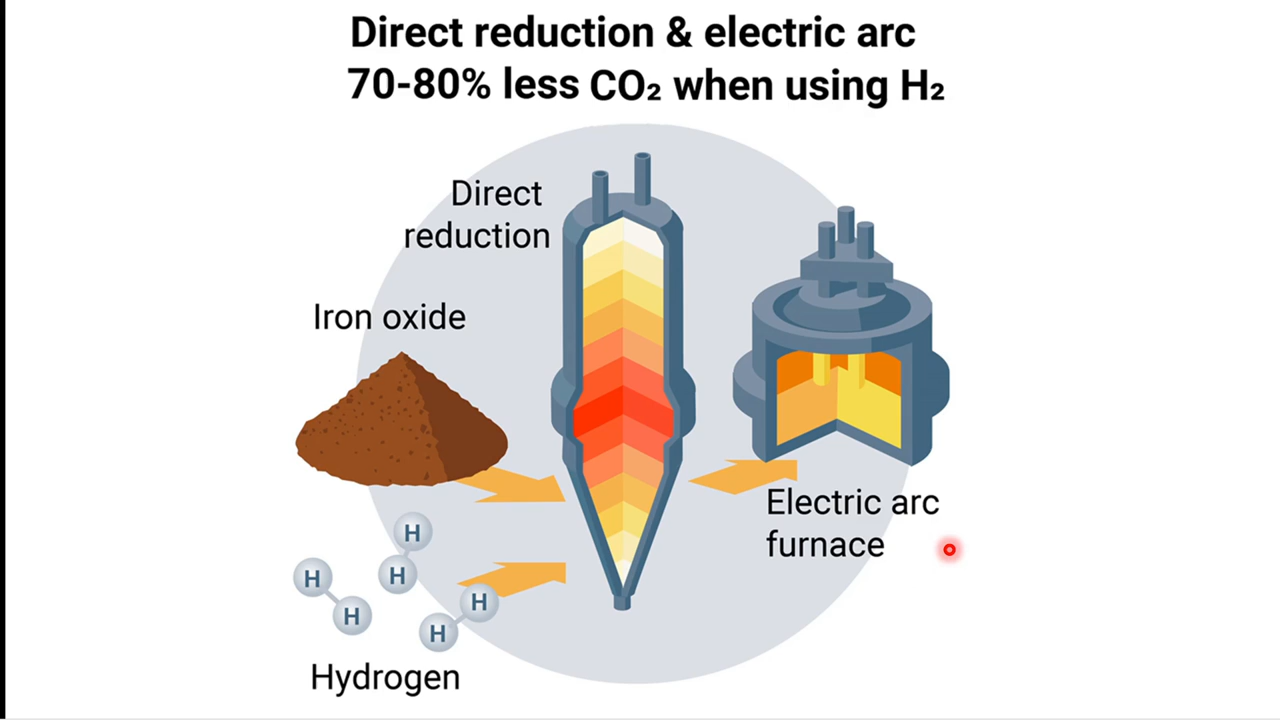 Direct reduction & electric arc
70-80% less CO₂ when using H₂
Direct
reduction
Iron oxide
Electric arc
furnace
H
H
H
H
H
H
Hydrogen